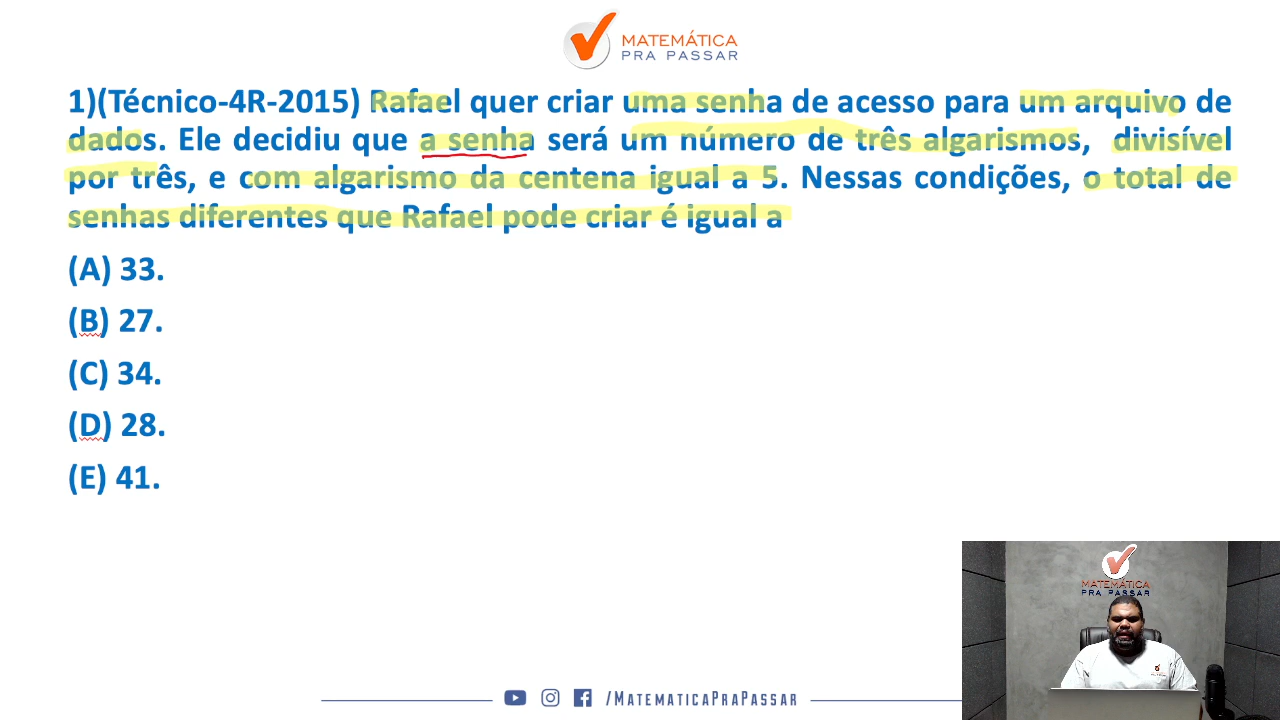 MATEMÁTICA
PRA PASSAR
1)(Técnico-4R-2015) Rafael quer criar uma senha de acesso para um arquivo de
dados. Ele decidiu que a senha será um número de três algarismos, divisível
por três, e com algarismo da centena igual a 5. Nessas condições, o total de
senhas diferentes que Rafael pode criar é igual a
(A) 33.
(B) 27.
(C) 34.
(D) 28.
(E) 41.
MATEMÁTICA
PRA PASSAR
/MATEMATICAPRAPASSAR